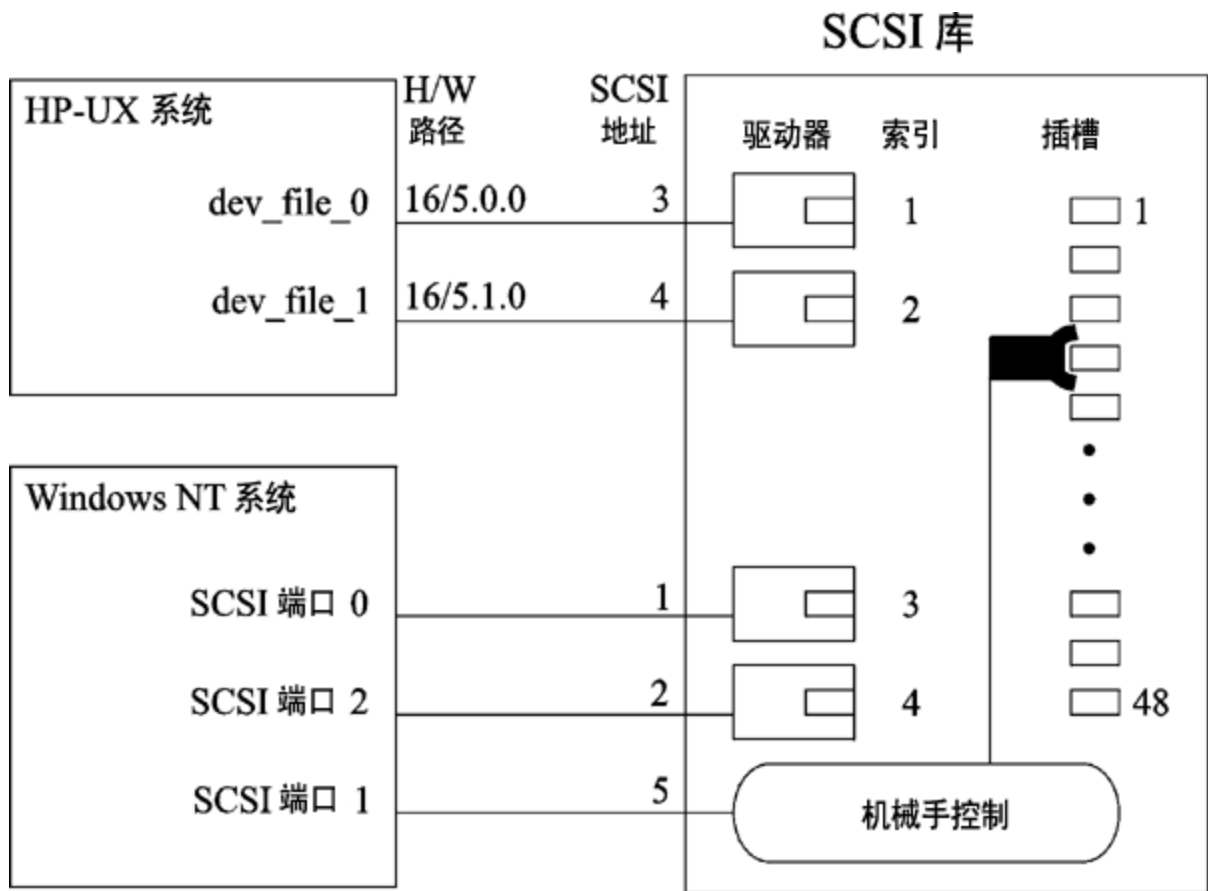 SCSI 库
HP-UX 系统
H/W
路径
SCSI
地址
驱动器
索引
插槽
dev_file_0
16/5.0.0
3
1
1
dev_file_1
16/5.1.0
4
2
Windows NT 系统
SCSI 端口 0
1
3
SCSI 端口 2
2
4
48
SCSI 端口 1
5
机械手控制